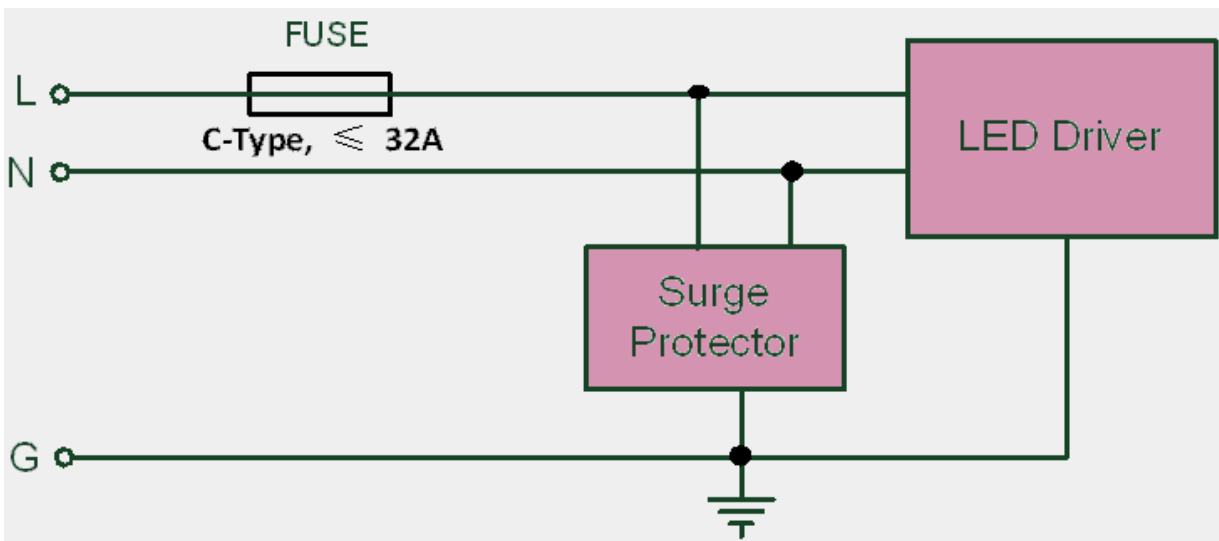 FUSE
L
C-Type, ≤ 32A
N
LED Driver
Surge
Protector
G